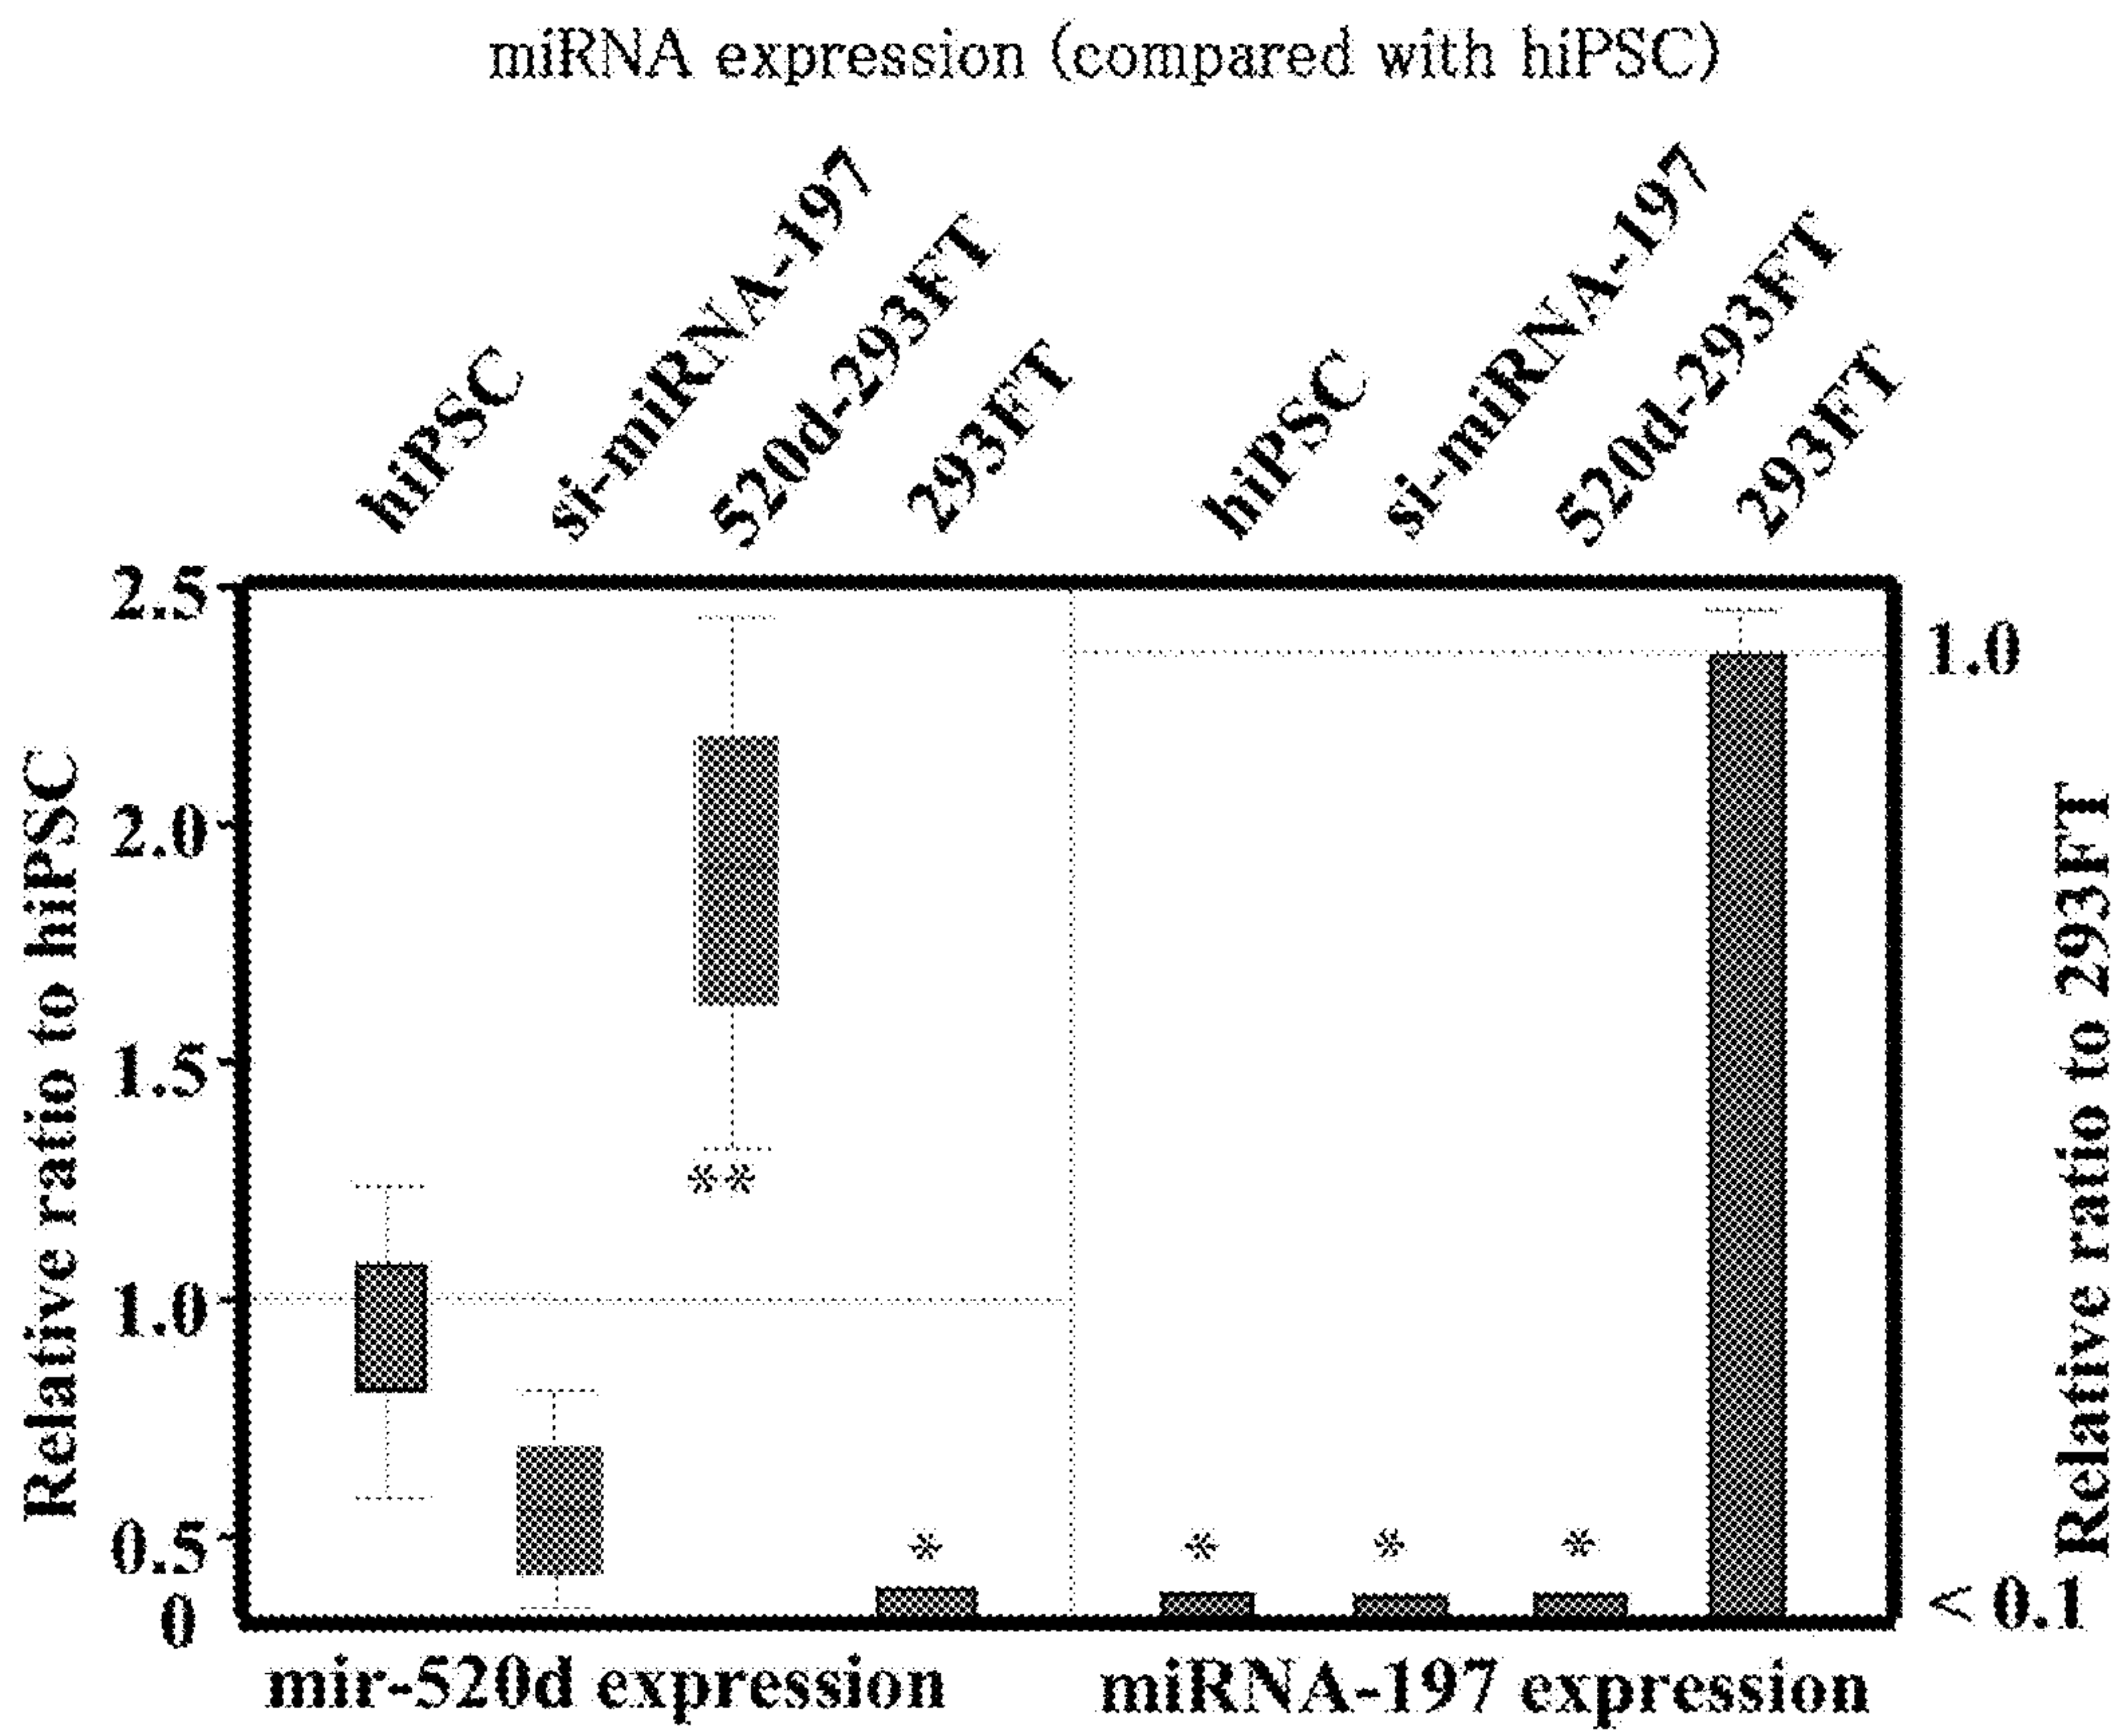 miRNA expression (compared with hiPSC)
hiPSC
si-miRNA-197
520d-293FT
293FT
hiPSC
si-miRNA-197
520d-293FT
293FT
Relative ratio to hiPSC
2.5
2.0
1.5
1.0
0.5
0
**
*
*
*
*
1.0
< 0.1
Relative ratio to 293FT
mir-520d expression
miRNA-197 expression